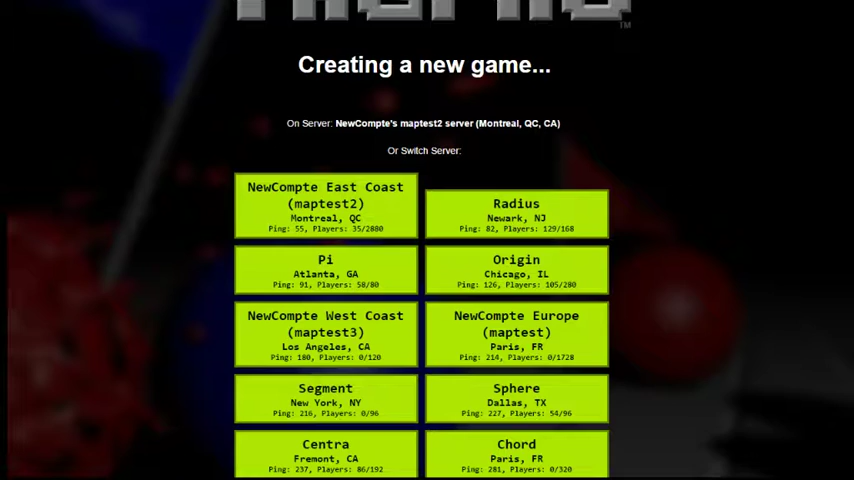 TM
Creating a new game...
On Server: NewCompte's maptest2 server (Montreal, QC, CA)
Or Switch Server:
NewCompte East Coast
(maptest2)
Montreal, QC
Ping: 55, Players: 35/2880
Radius
Newark, NJ
Ping: 82, Players: 129/168
Pi
Atlanta, GA
Ping: 91, Players: 58/80
Origin
Chicago, IL
Ping: 126, Players: 105/280
NewCompte West Coast
(maptest3)
Los Angeles, CA
Ping: 180, Players: 0/120
NewCompte Europe
(maptest)
Paris, FR
Ping: 214, Players: 0/1728
Segment
New York, NY
Ping: 216, Players: 0/96
Sphere
Dallas, TX
Ping: 227, Players: 54/96
Centra
Fremont, CA
Ping: 237, Players: 86/192
Chord
Paris, FR
Ping: 281, Players: 0/320